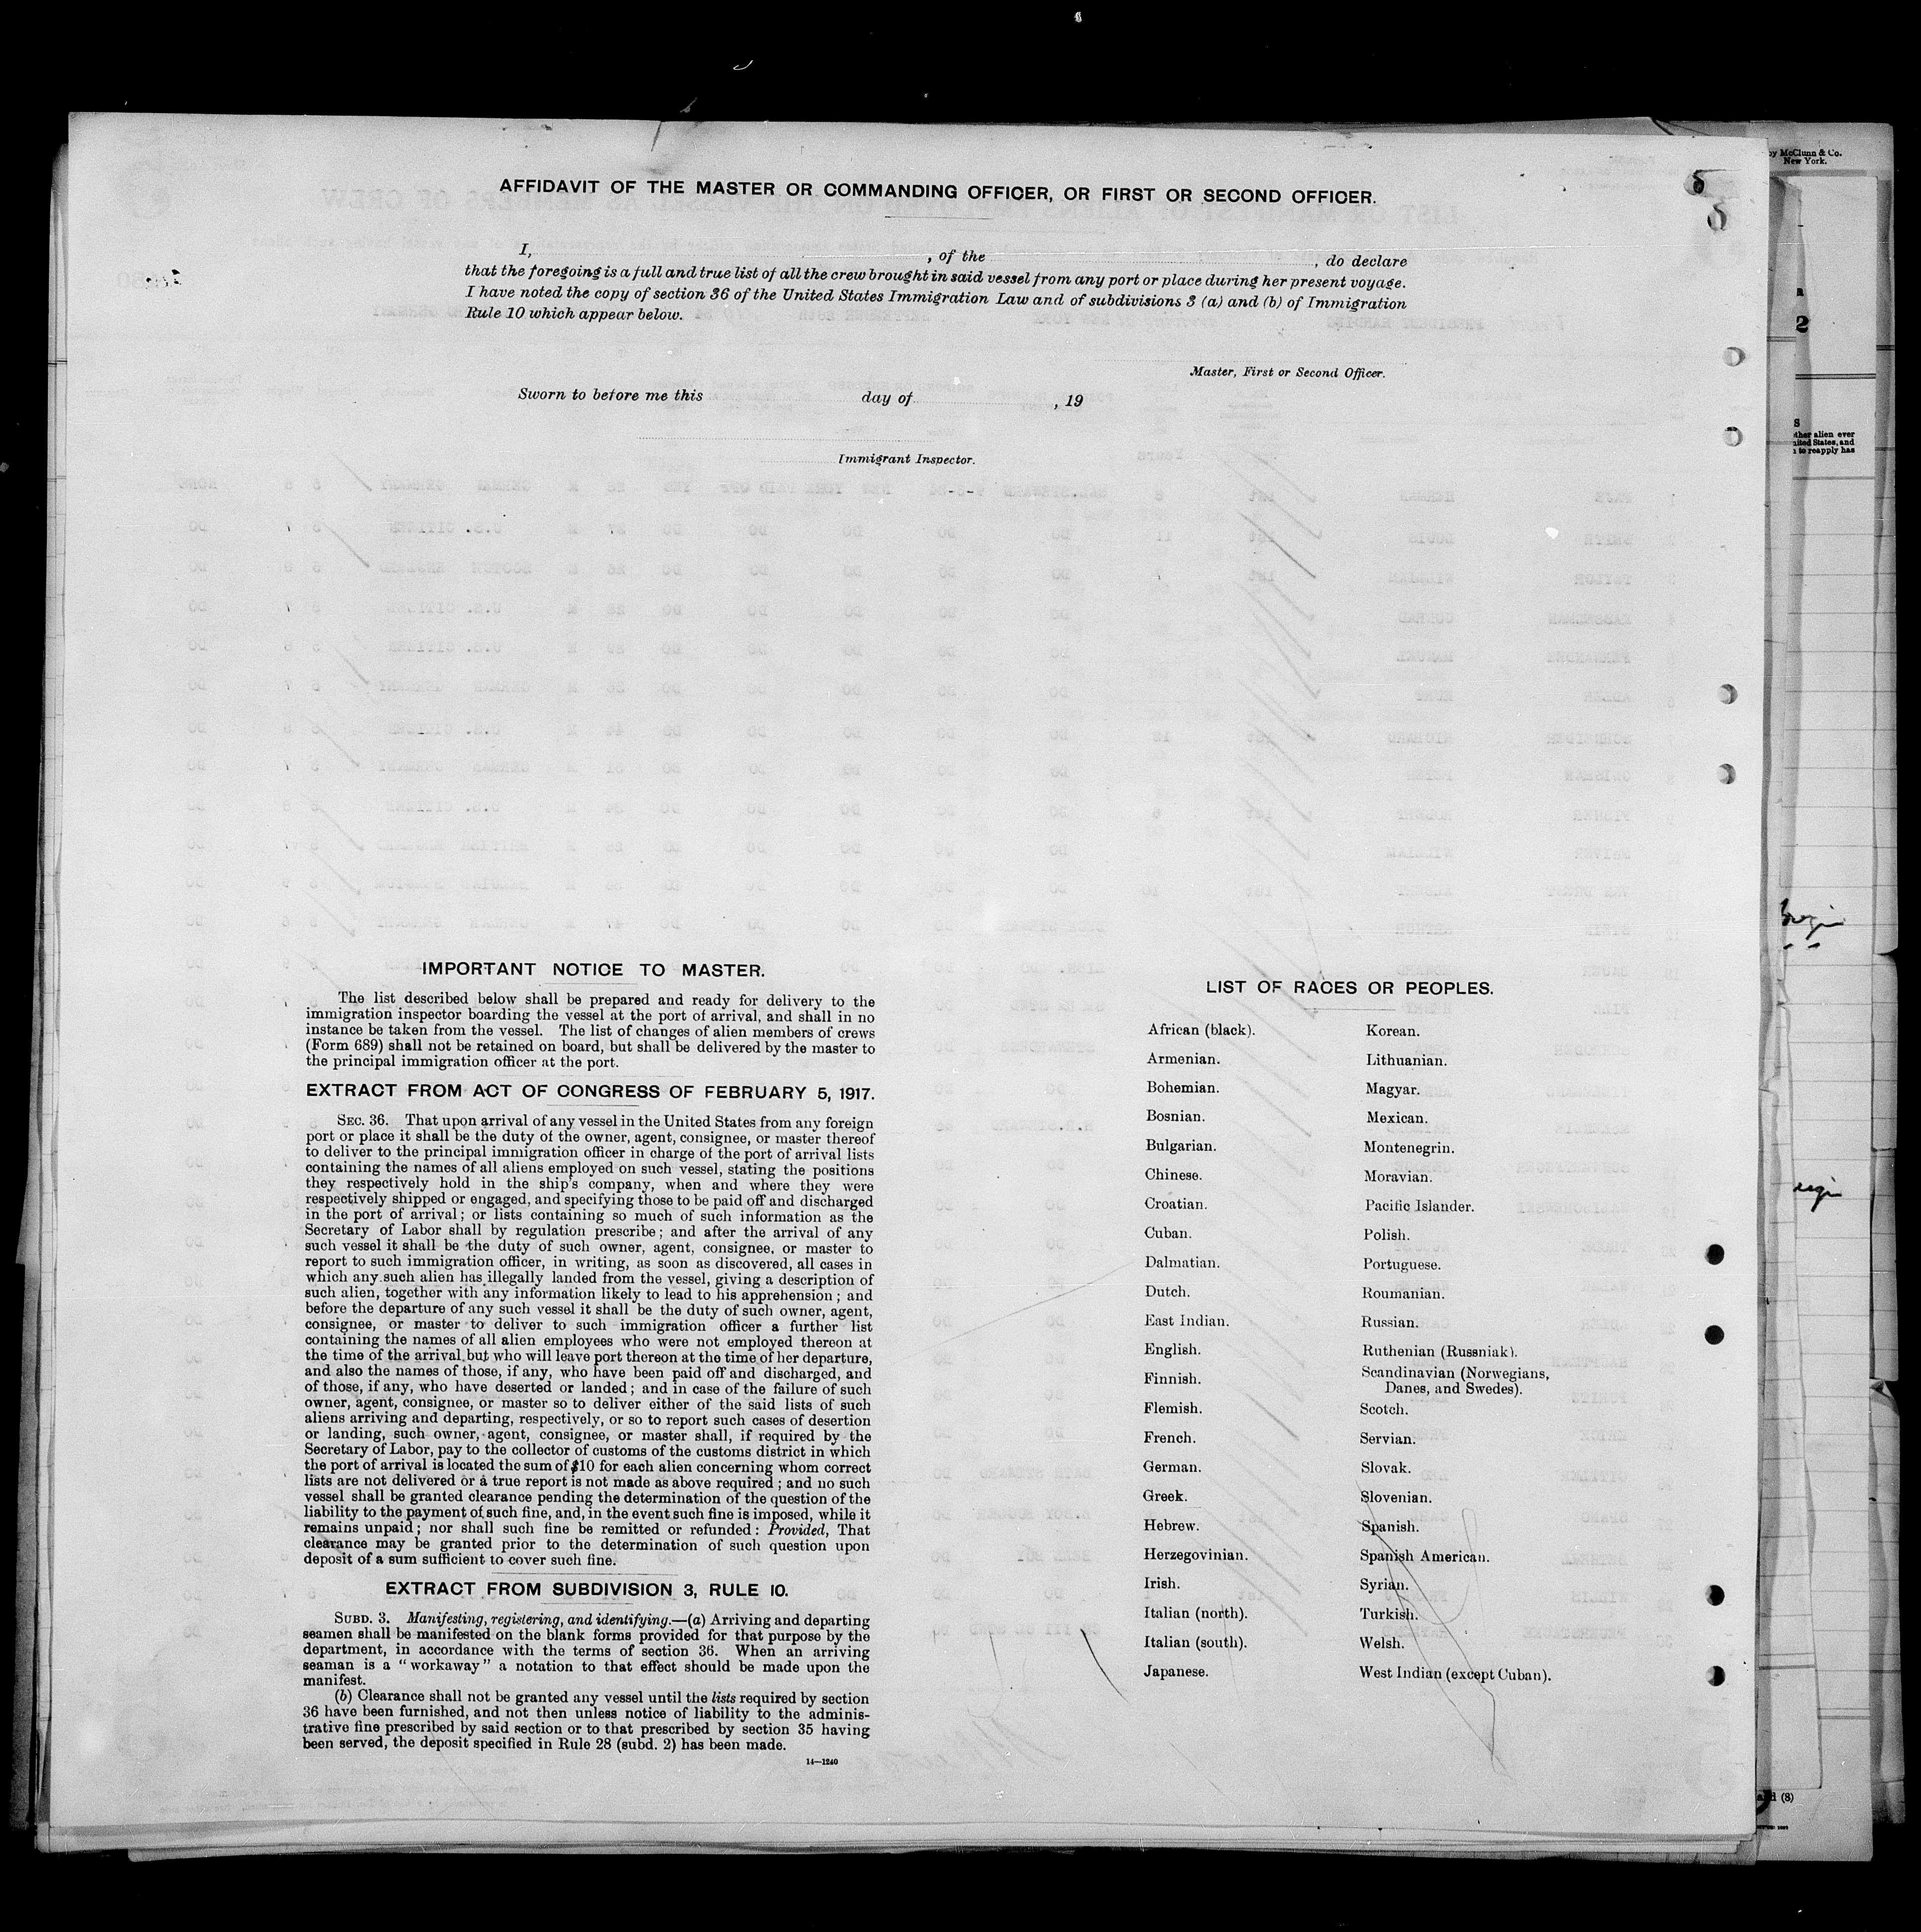 by McClunn & Co.
New York.
AFFIDAVIT OF THE MASTER OR COMMANDING OFFICER, OR FIRST OR SECOND OFFICER.
I, , of the , do declare
that the foregoing is a full and true list of all the crew brought in said vessel from any port or place during her present voyage.
I have noted the copy of section 36 of the United States Immigration Law and of subdivisions 3 (a) and (b) of Immigration
Rule 10 which appear below.
Master, First or Second Officer.
Sworn to before me this day of , 19
Immigrant Inspector.
2
ther alien ever
nited States, and
to reapply has
IMPORTANT NOTICE TO MASTER.
The list described below shall be prepared and ready for delivery to the
immigration inspector boarding the vessel at the port of arrival, and shall in no
instance be taken from the vessel. The list of changes of alien members of crews
(Form 689) shall not be retained on board, but shall be delivered by the master to
the principal immigration officer at the port.
EXTRACT FROM ACT OF CONGRESS OF FEBRUARY 5, 1917.
SEC. 36. That upon arrival of any vessel in the United States from any foreign
port or place it shall be the duty of the owner, agent, consignee, or master thereof
to deliver to the principal immigration officer in charge of the port of arrival lists
containing the names of all aliens employed on such vessel, stating the positions
they respectively hold in the ship's company, when and where they were
respectively shipped or engaged, and specifying those to be paid off and discharged
in the port of arrival; or lists containing so much of such information as the
Secretary of Labor shall by regulation prescribe; and after the arrival of any
such vessel it shall be the duty of such owner, agent, consignee, or master to
report to such immigration officer, in writing, as soon as discovered, all cases in
which any such alien has illegally landed from the vessel, giving a description of
such alien, together with any information likely to lead to his apprehension; and
before the departure of any such vessel it shall be the duty of such owner, agent,
consignee, or master to deliver to such immigration officer a further list
containing the names of all alien employees who were not employed thereon at
the time of the arrival but who will leave port thereon at the time of her departure,
and also the names of those, if any, who have been paid off and discharged, and
of those, if any, who have deserted or landed; and in case of the failure of such
owner, agent, consignee, or master so to deliver either of the said lists of such
aliens arriving and departing, respectively, or so to report such cases of desertion
or landing, such owner, agent, consignee, or master shall, if required by the
Secretary of Labor, pay to the collector of customs of the customs district in which
the port of arrival is located the sum of $10 for each alien concerning whom correct
lists are not delivered or a true report is not made as above required; and no such
vessel shall be granted clearance pending the determination of the question of the
liability to the payment of such fine, and, in the event such fine is imposed, while it
remains unpaid; nor shall such fine be remitted or refunded: Provided, That
clearance may be granted prior to the determination of such question upon
deposit of a sum sufficient to cover such fine.
EXTRACT FROM SUBDIVISION 3, RULE 10.
SUBD. 3. Manifesting, registering, and identifying.—(a) Arriving and departing
seamen shall be manifested on the blank forms provided for that purpose by the
department, in accordance with the terms of section 36. When an arriving
seaman is a "workaway" a notation to that effect should be made upon the
manifest.
(b) Clearance shall not be granted any vessel until the lists required by section
36 have been furnished, and not then unless notice of liability to the adminis-
trative fine prescribed by said section or to that prescribed by section 35 having
been served, the deposit specified in Rule 28 (subd. 2) has been made.
14—1240
LIST OF RACES OR PEOPLES.
African (black).
Armenian.
Bohemian.
Bosnian.
Bulgarian.
Chinese.
Croatian.
Cuban.
Dalmatian.
Dutch.
East Indian.
English.
Finnish.
Flemish.
French.
German.
Greek.
Hebrew.
Herzegovinian.
Irish.
Italian (north).
Italian (south).
Japanese.
Korean.
Lithuanian.
Magyar.
Mexican.
Montenegrin.
Moravian.
Pacific Islander.
Polish.
Portuguese.
Roumanian.
Russian.
Ruthenian (Russniak).
Scandinavian (Norwegians,
Danes, and Swedes).
Scotch.
Servian.
Slovak.
Slovenian.
Spanish.
Spanish American.
Syrian.
Turkish.
Welsh.
West Indian (except Cuban).
(8)